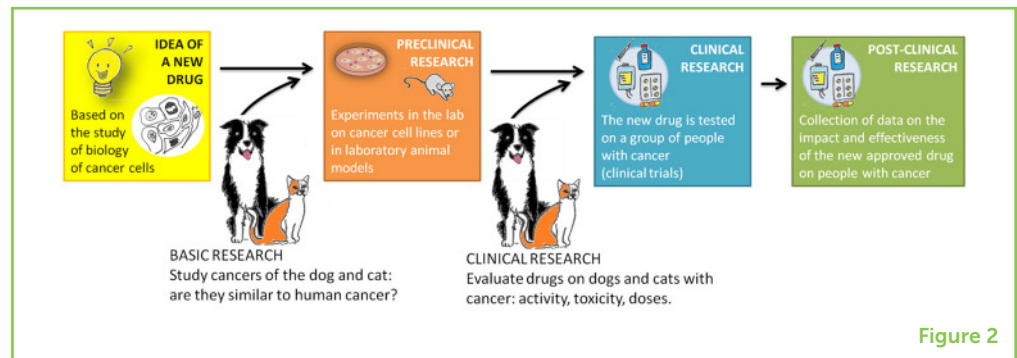 IDEA OF
A NEW
DRUG
Based on
the study
of biology
of cancer cells
PRECLINICAL
RESEARCH
Experiments in the lab
on cancer cell lines or
in laboratory animal
models
CLINICAL
RESEARCH
The new drug is tested
on a group of people
with cancer
(clinical trials)
POST-CLINICAL
RESEARCH
Collection of data on the
impact and effectiveness
of the new approved drug
on people with cancer
BASIC RESEARCH
Study cancers of the dog and cat:
are they similar to human cancer?
CLINICAL RESEARCH
Evaluate drugs on dogs and cats with
cancer: activity, toxicity, doses.
Figure 2